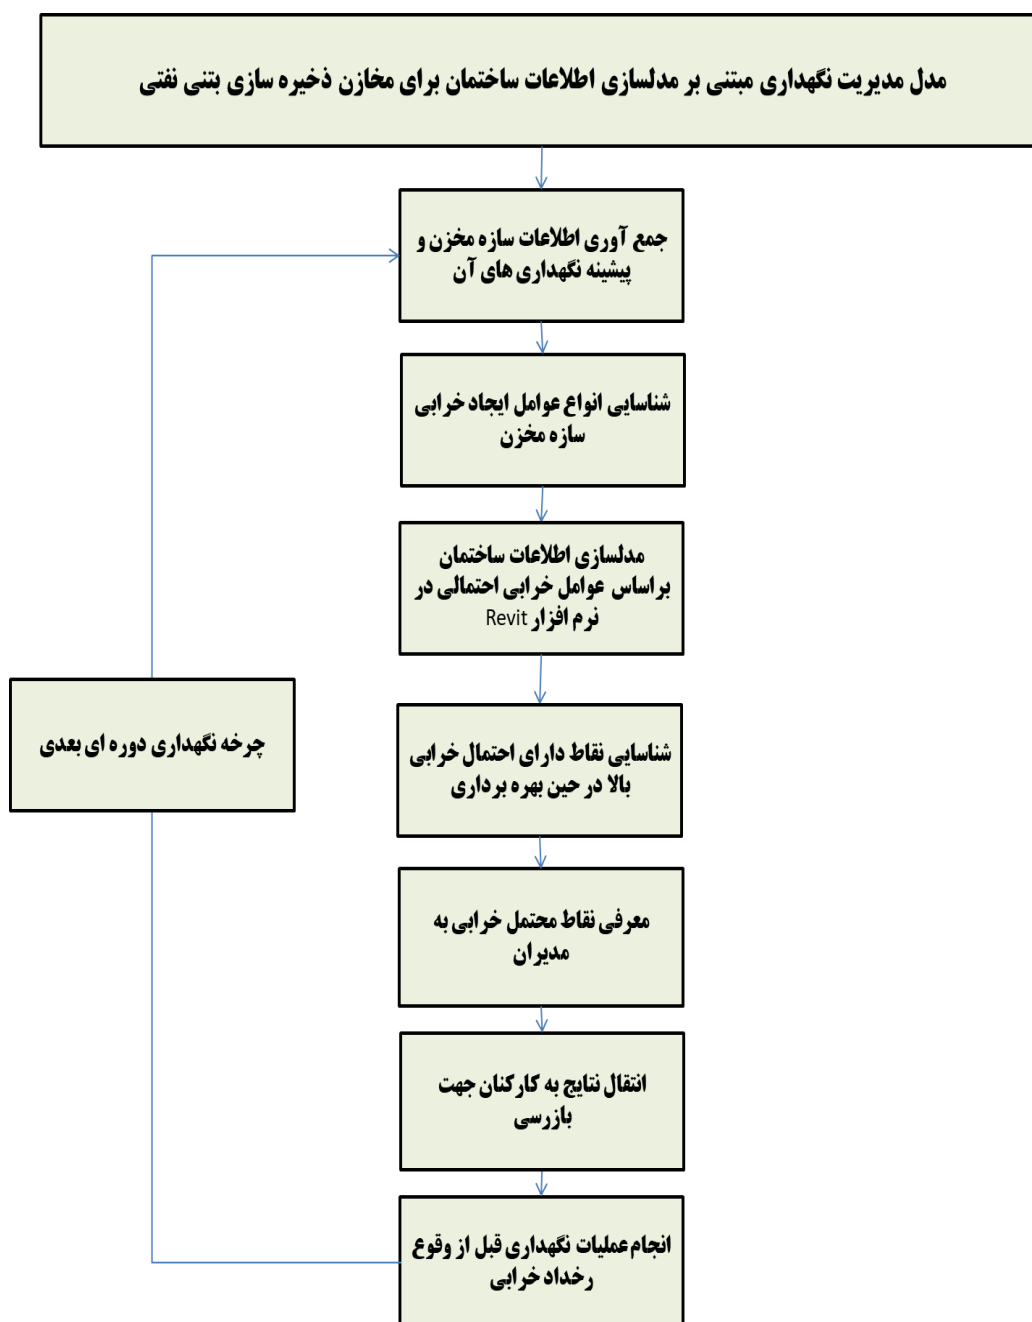 مدل مدیریت نگهداری مبتنی بر مدلسازی اطلاعات ساختمان برای مخازن ذخیره سازی بتنی نفتی
جمع آوری اطلاعات سازه مخزن و
پیشینه نگهداری های آن
شناسایی انواع عوامل ایجاد خرابی
سازه مخزن
مدلسازی اطلاعات ساختمان
براساس عوامل خرابی احتمالی در
نرم افزار Revit
شناسایی نقاط دارای احتمال خرابی
بالا در حین بهره برداری
معرفی نقاط محتمل خرابی به
مدیران
انتقال نتایج به کارکنان جهت
بازرسی
انجام عملیات نگهداری قبل از وقوع
رخداد خرابی
چرخه نگهداری دوره ای بعدی